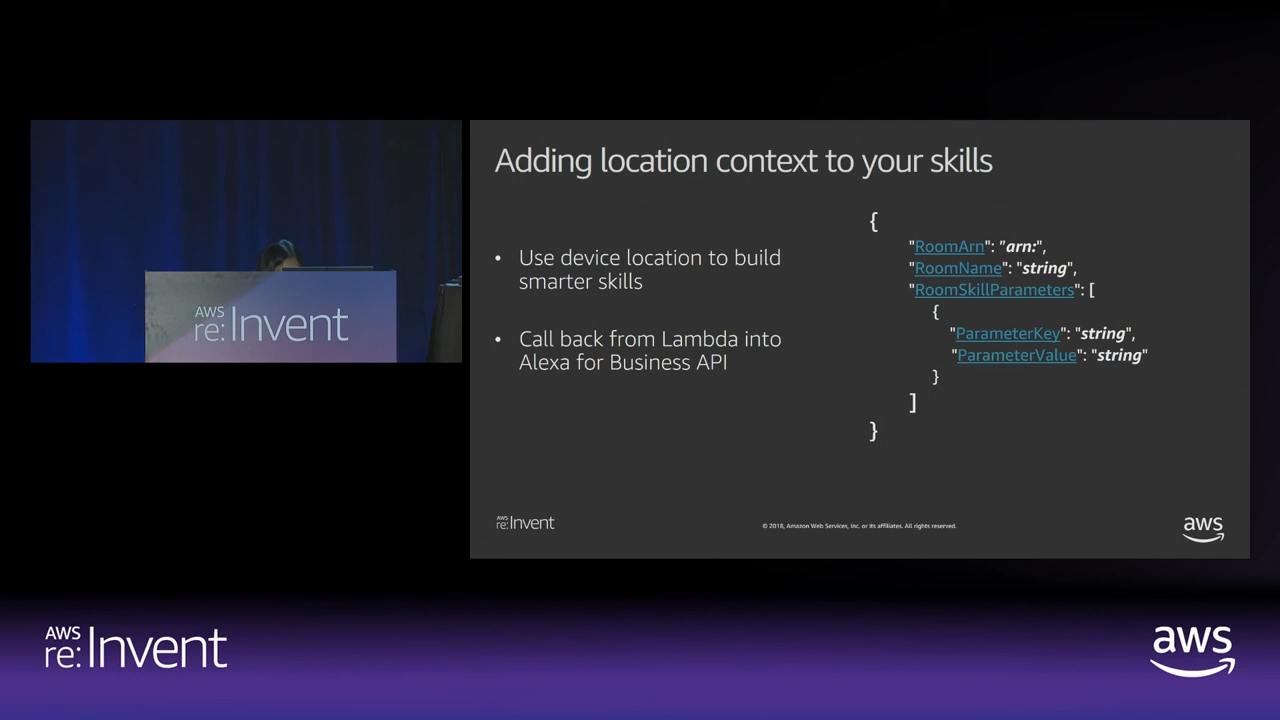 AWS
re:Invent
Adding location context to your skills
• Use device location to build
smarter skills
• Call back from Lambda into
Alexa for Business API
{
"RoomArn": "arn:",
"RoomName": "string",
"RoomSkillParameters": [
{
"ParameterKey": "string",
"ParameterValue": "string"
}
]
}
AWS
re:Invent
© 2018, Amazon Web Services, Inc. or its affiliates. All rights reserved.
aws
AWS
re:Invent
aws